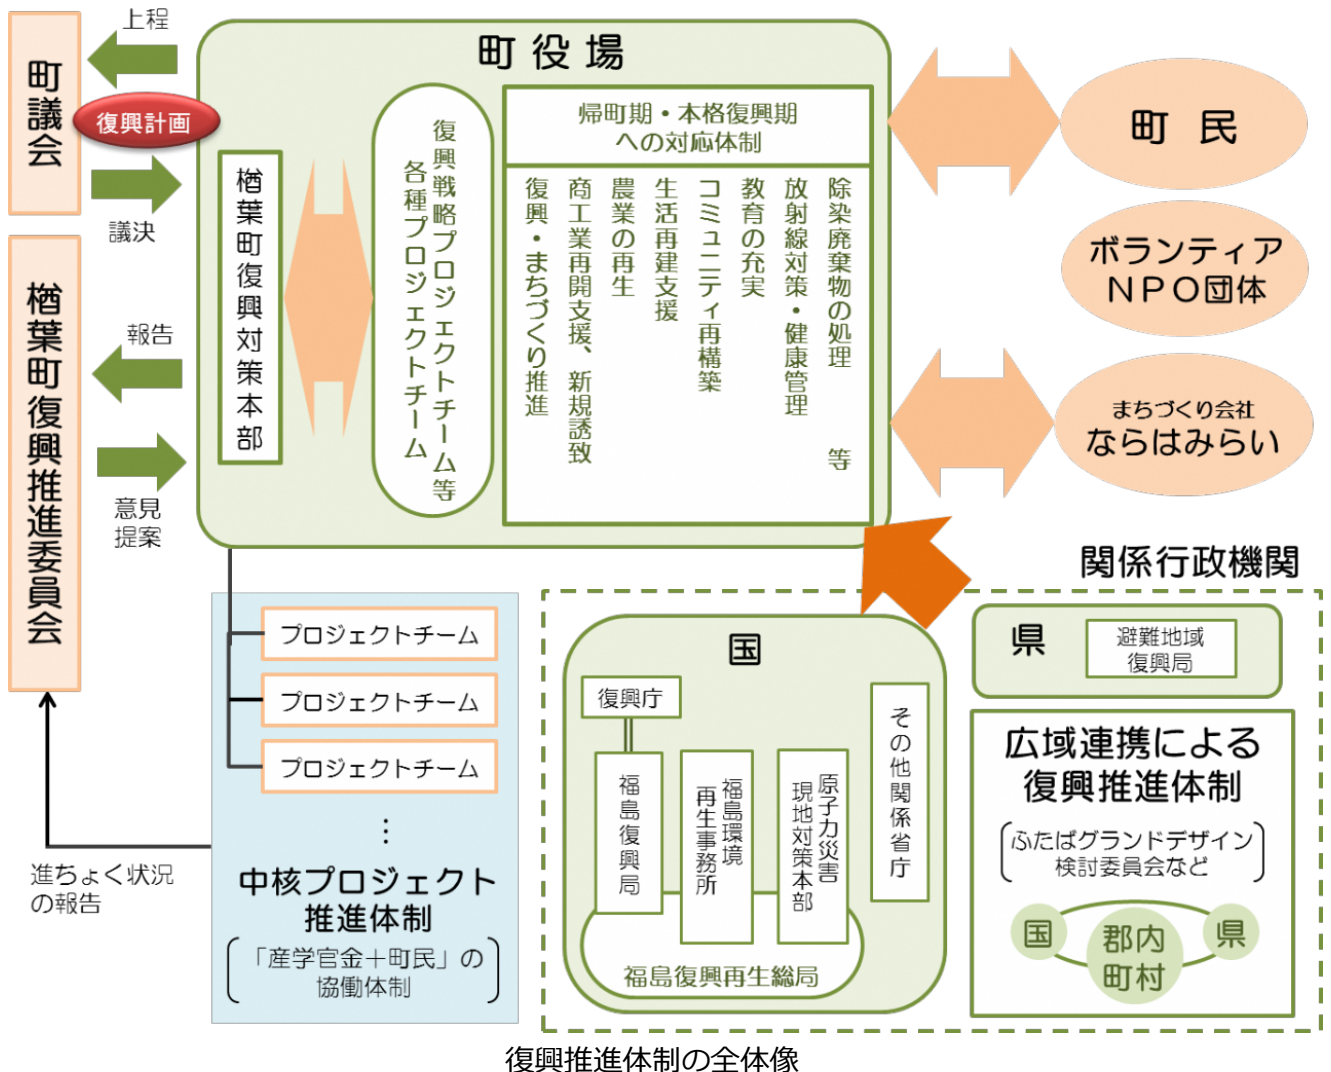 上程
町議会
復興計画
議決
楢葉町復興推進委員会
報告
意見
提案
町役場
楢葉町復興対策本部
復興戦略プロジェクトチーム等
各種プロジェクトチーム
帰町期・本格復興期
への対応体制
復興・まちづくり推進
商工業再開支援、新規誘致
農業の再生
生活再建支援
コミュニティ再構築
教育の充実
放射線対策・健康管理
除染廃棄物の処理 等
町民
ボランティア
NPO団体
まちづくり会社
ならはみらい
プロジェクトチーム
プロジェクトチーム
プロジェクトチーム
⋮
中核プロジェクト
推進体制
(「産学官金＋町民」の
協働体制)
進ちょく状況
の報告
関係行政機関
国
復興庁
福島復興局
福島環境
再生事務所
原子力災害
現地対策本部
その他関係省庁
福島復興再生総局
県
避難地域
復興局
広域連携による
復興推進体制
(ふたばグランドデザイン
検討委員会など)
国
郡内
町村
県
復興推進体制の全体像